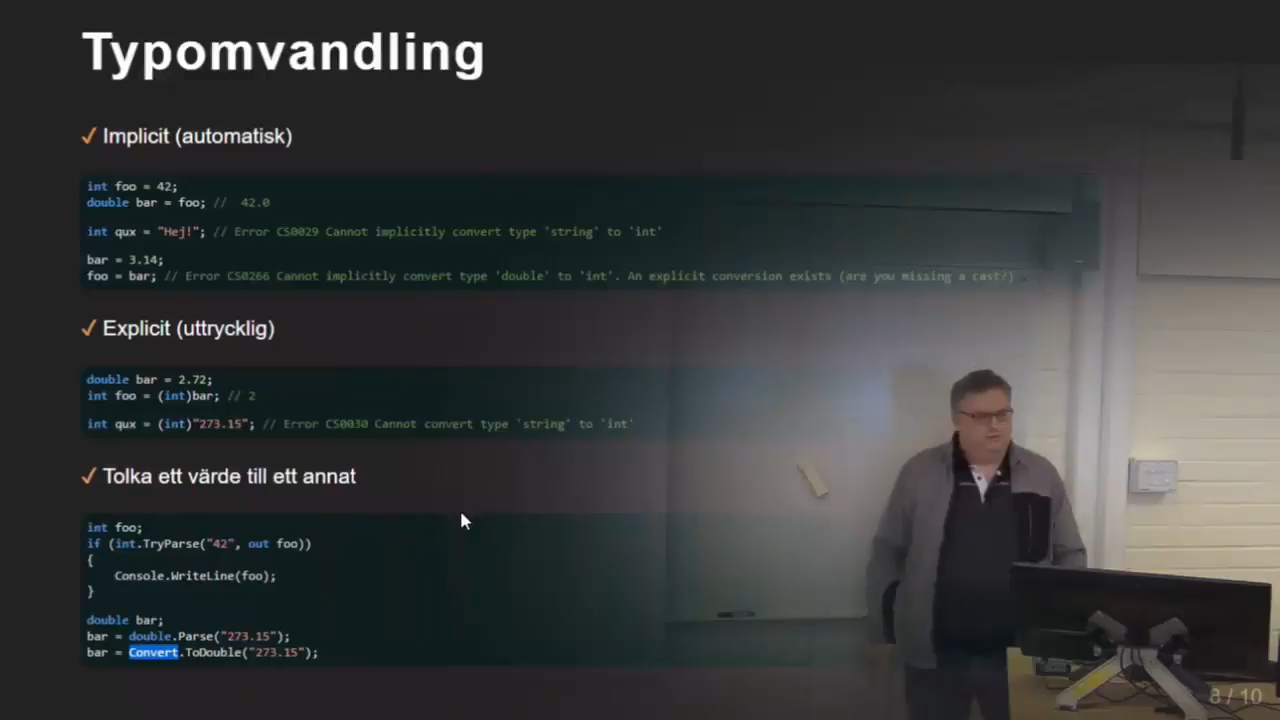 Typomvandling
✓ Implicit (automatisk)
int foo = 42;
double bar = foo; // 42.0
int qux = "Hej!"; // Error CS0029 Cannot implicitly convert type 'string' to 'int'
bar = 3.14;
foo = bar; // Error CS0266 Cannot implicitly convert type 'double' to 'int'. An explicit conversion exists (are you missing a cast?)
✓ Explicit (uttrycklig)
double bar = 2.72;
int foo = (int)bar; // 2
int qux = (int)"273.15"; // Error CS0030 Cannot convert type 'string' to 'int'
✓ Tolka ett värde till ett annat
int foo;
if (int.TryParse("42", out foo))
{
    Console.WriteLine(foo);
}
double bar;
bar = double.Parse("273.15");
bar = Convert.ToDouble("273.15");
8 / 10